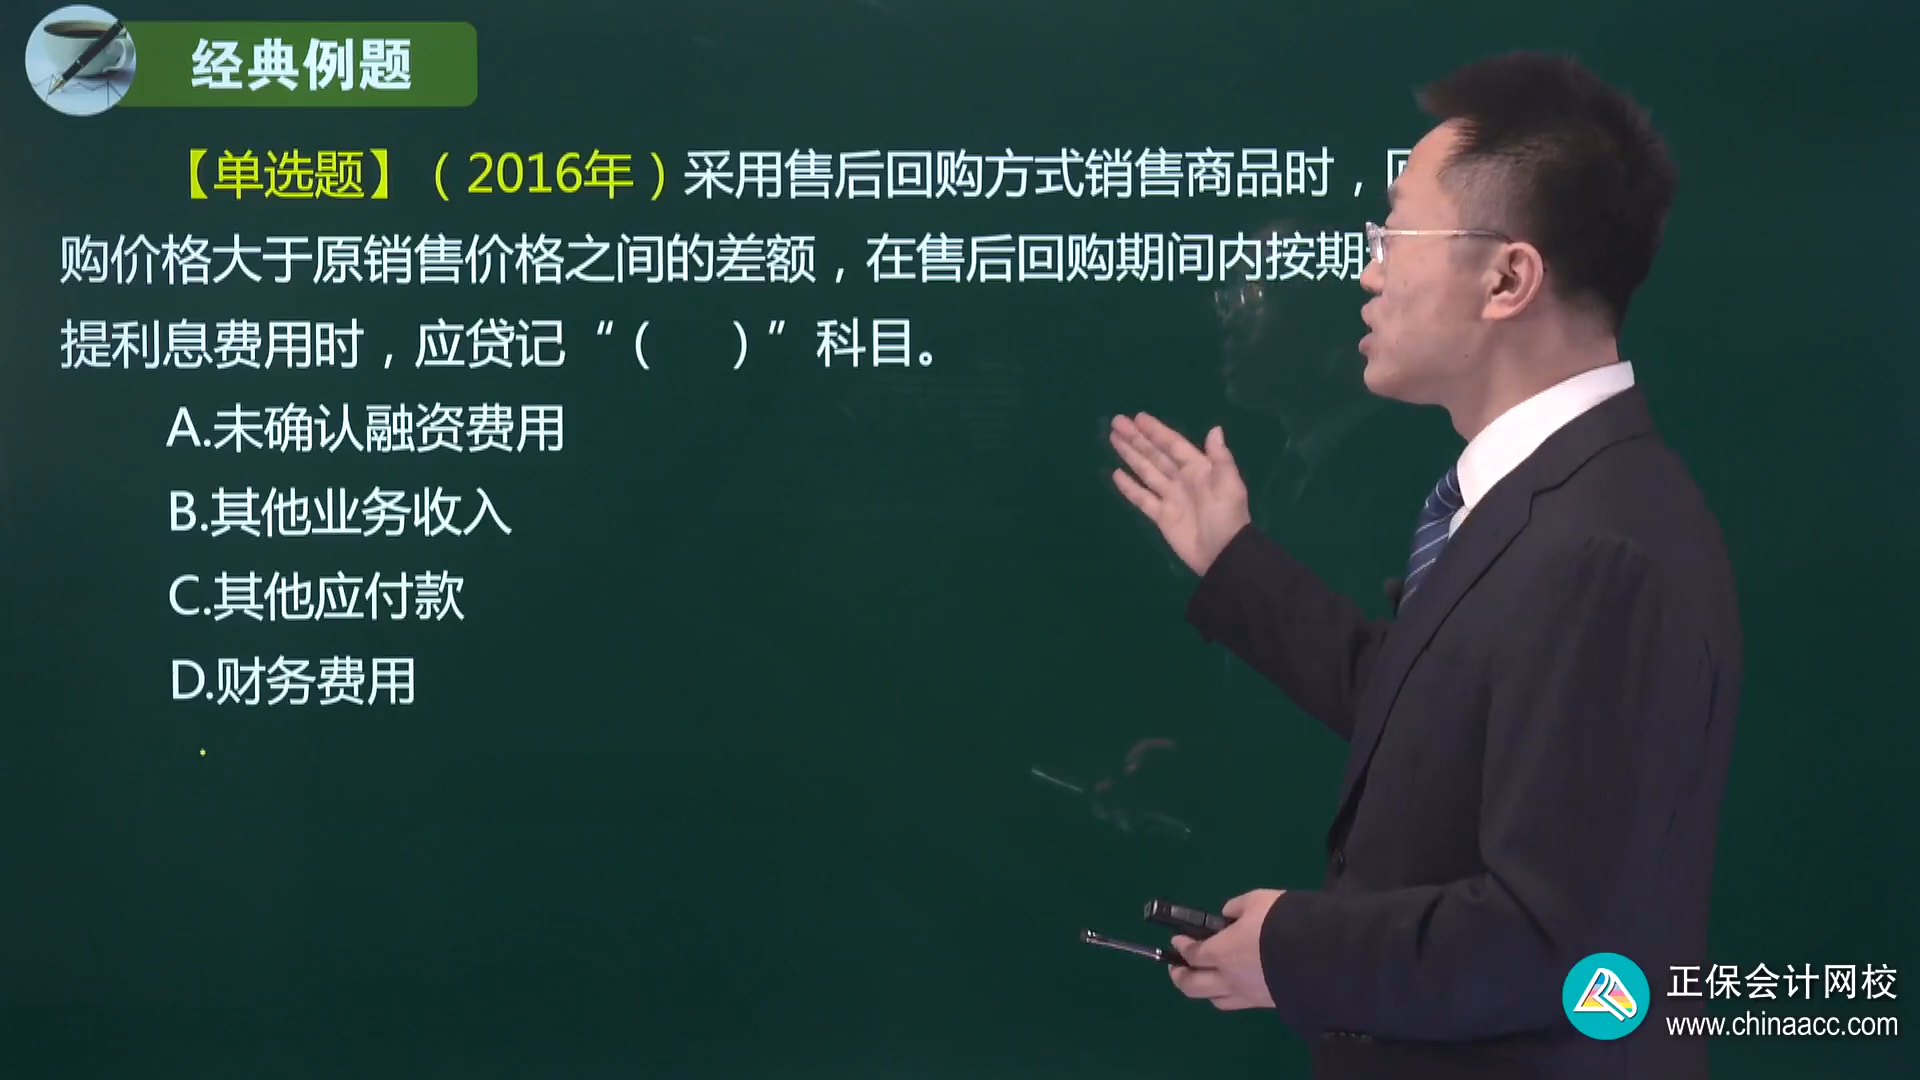 经典例题
【单选题】（2016年）采用售后回购方式销售商品时，回
购价格大于原销售价格之间的差额，在售后回购期间内按期
提利息费用时，应贷记“（ ）”科目。
A.未确认融资费用
B.其他业务收入
C.其他应付款
D.财务费用
正保会计网校
www.chinaacc.com